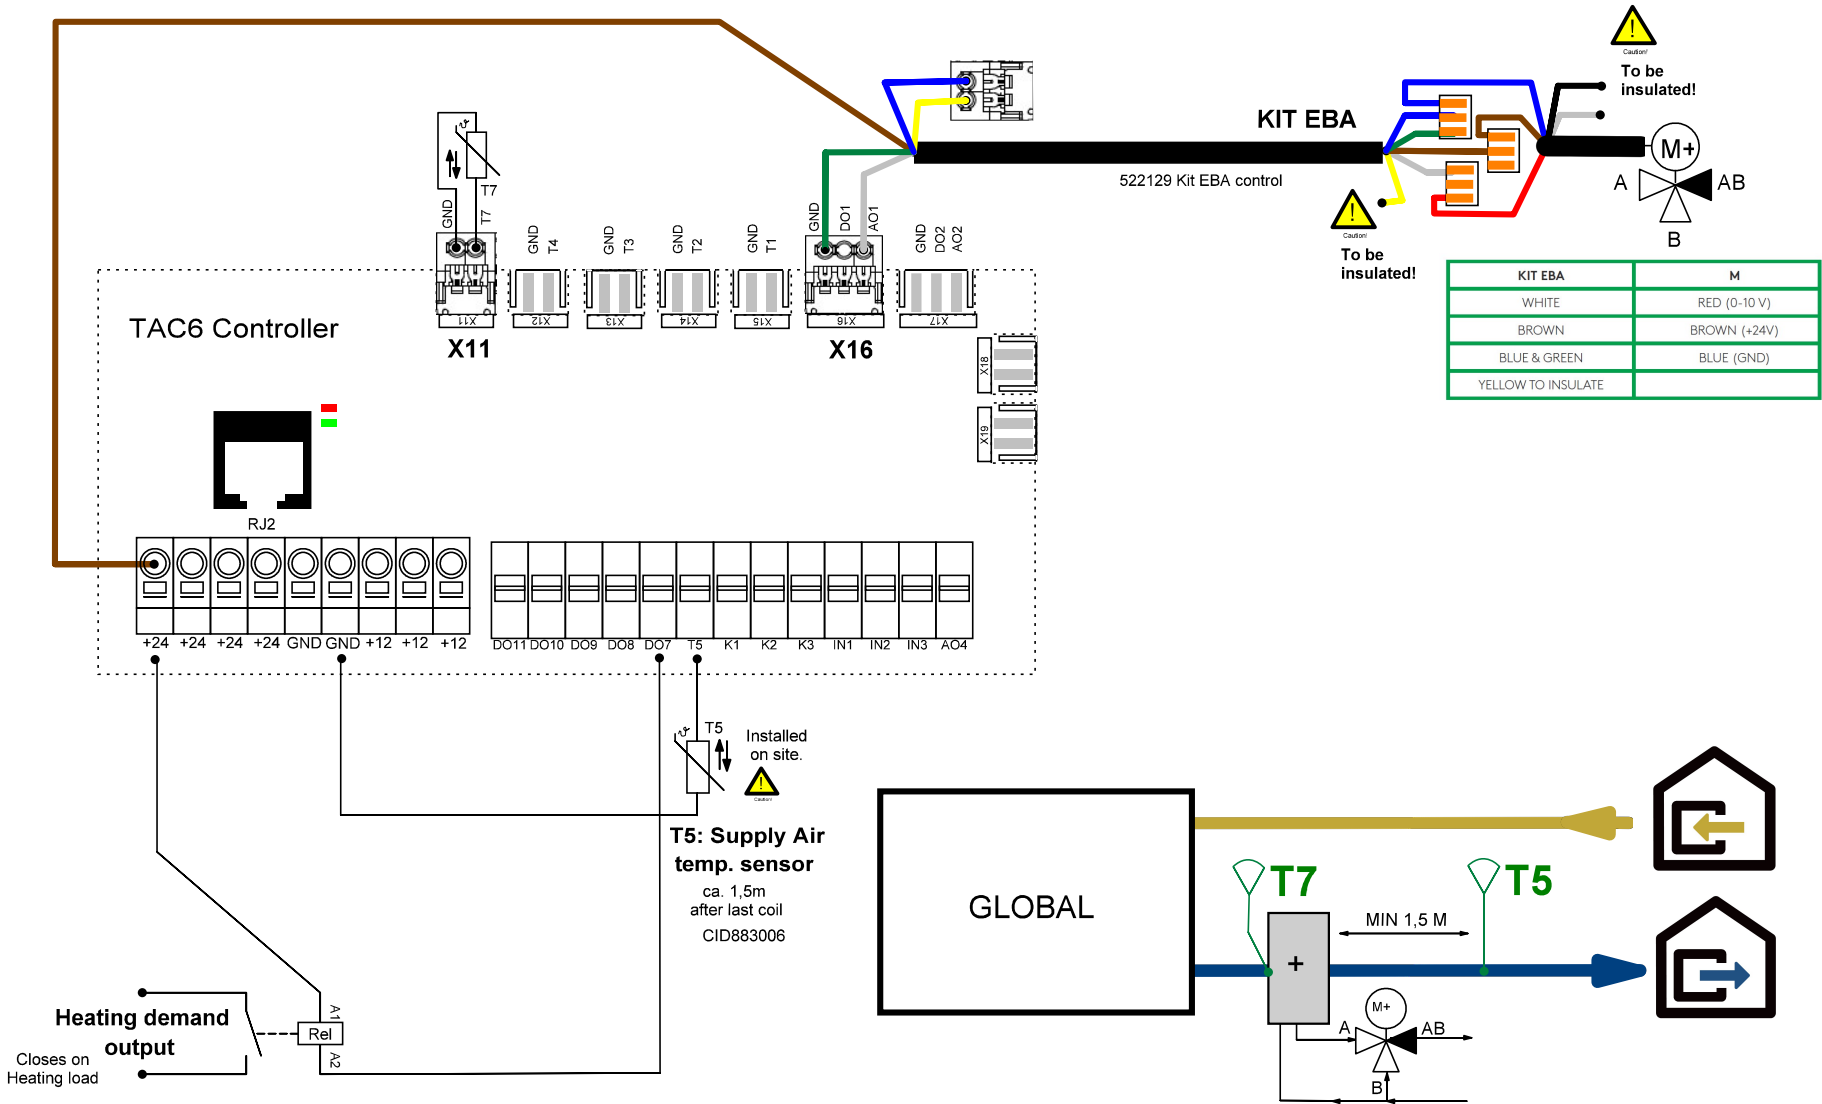 Caution!
To be
insulated!
KIT EBA
M+
A
AB
B
522129 Kit EBA control
Caution!
To be
insulated!
KIT EBA M
WHITE RED (0-10 V)
BROWN BROWN (+24V)
BLUE & GREEN BLUE (GND)
YELLOW TO INSULATE
T7
GND T7
GND T4
GND T3
GND T2
GND T1
GND DO1 AO1
GND DO2 AO2
X11 X12 X13 X14 X15 X16 X17
TAC6 Controller
X11
X16
X18
X19
RJ2
+24 +24 +24 +24 GND GND +12 +12 +12
DO11 DO10 DO9 DO8 DO7 T5 K1 K2 K3 IN1 IN2 IN3 AO4
T5
Installed
on site.
Caution!
T5: Supply Air
temp. sensor
ca. 1,5m
after last coil
CID883006
Heating demand
output
Closes on
Heating load
A1
Rel
A2
GLOBAL
T7
T5
MIN 1,5 M
+
M+
A
AB
B